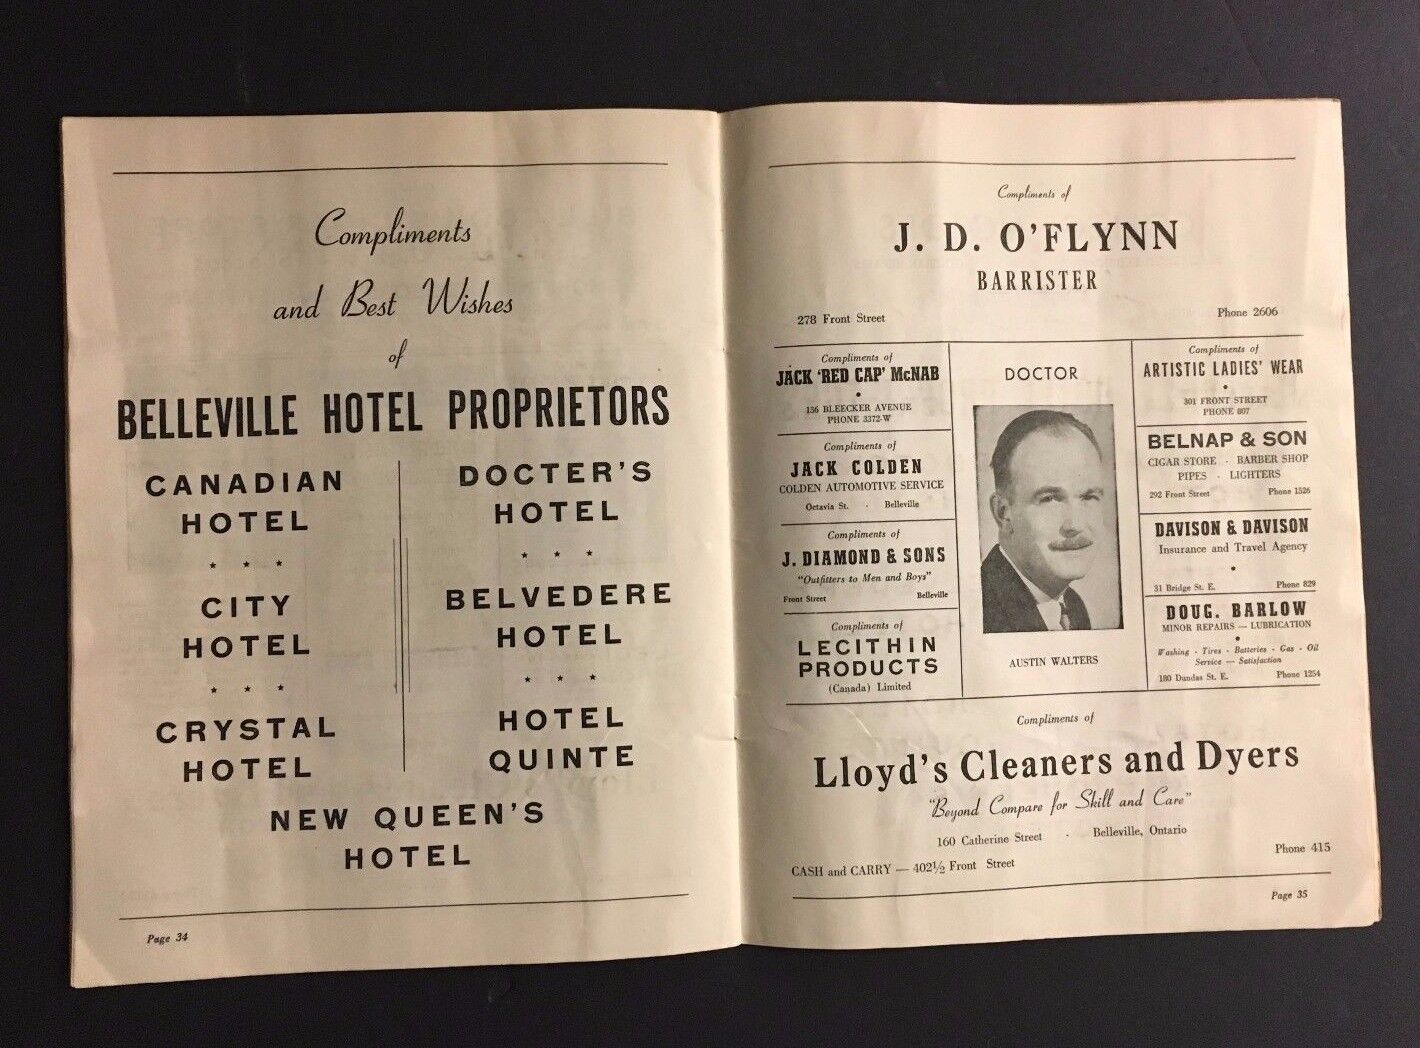 Compliments
and Best Wishes
of
BELLEVILLE HOTEL PROPRIETORS
CANADIAN
HOTEL
CITY
HOTEL
CRYSTAL
HOTEL
DOCTER'S
HOTEL
BELVEDERE
HOTEL
HOTEL
QUINTE
NEW QUEEN'S
HOTEL
Page 34
Compliments of
J. D. O'FLYNN
BARRISTER
278 Front Street Phone 2606
Compliments of
JACK 'RED CAP' McNAB
136 BLEECKER AVENUE
PHONE 3372-W
Compliments of
JACK COLDEN
COLDEN AUTOMOTIVE SERVICE
Octavia St. - Belleville
Compliments of
J. DIAMOND & SONS
"Outfitters to Men and Boys"
Front Street Belleville
Compliments of
LECITHIN
PRODUCTS
(Canada) Limited
DOCTOR
AUSTIN WALTERS
Compliments of
ARTISTIC LADIES' WEAR
301 FRONT STREET
PHONE 807
BELNAP & SON
CIGAR STORE - BARBER SHOP
PIPES - LIGHTERS
292 Front Street Phone 1526
DAVISON & DAVISON
Insurance and Travel Agency
31 Bridge St. E. Phone 829
DOUG. BARLOW
MINOR REPAIRS — LUBRICATION
Washing - Tires - Batteries - Gas - Oil
Service — Satisfaction
180 Dundas St. E. Phone 1254
Compliments of
Lloyd's Cleaners and Dyers
"Beyond Compare for Skill and Care"
160 Catherine Street - Belleville, Ontario
CASH and CARRY — 402½ Front Street Phone 415
Page 35